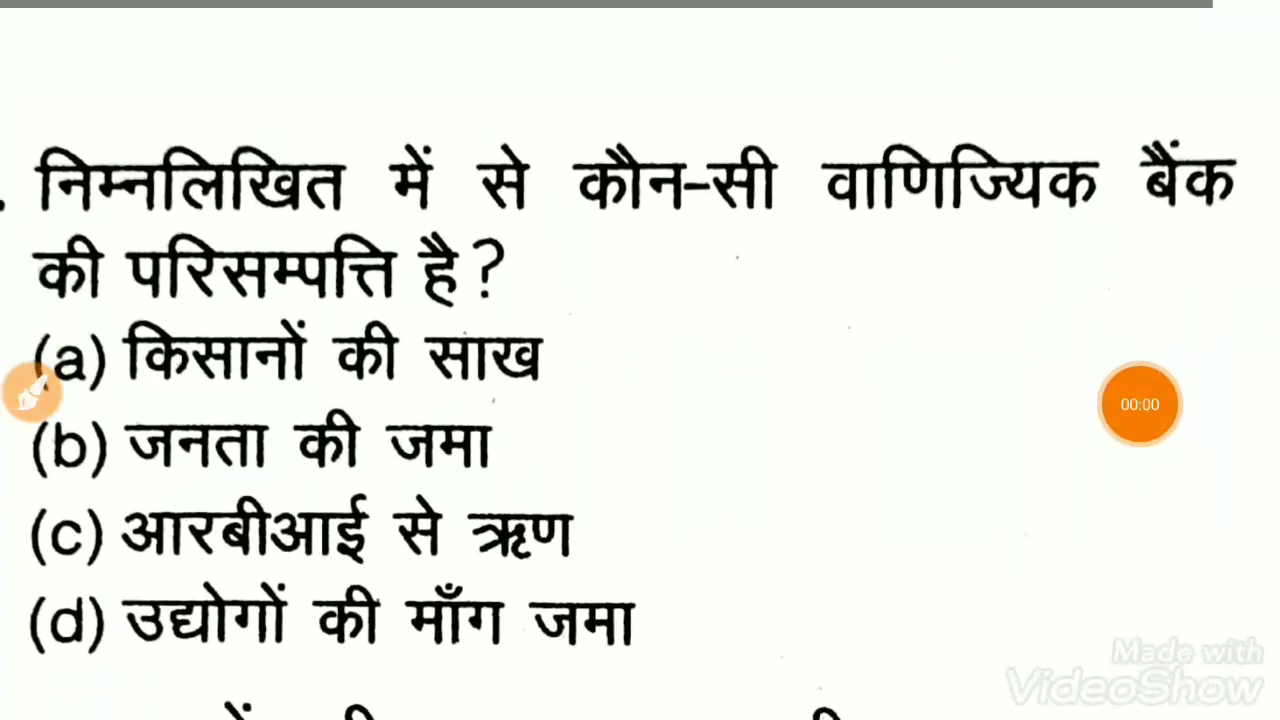 . निम्नलिखित में से कौन-सी वाणिज्यिक बैंक
की परिसम्पत्ति है?
(a) किसानों की साख
00:00
(b) जनता की जमा
(c) आरबीआई से ऋण
(d) उद्योगों की माँग जमा
Made with
VideoShow